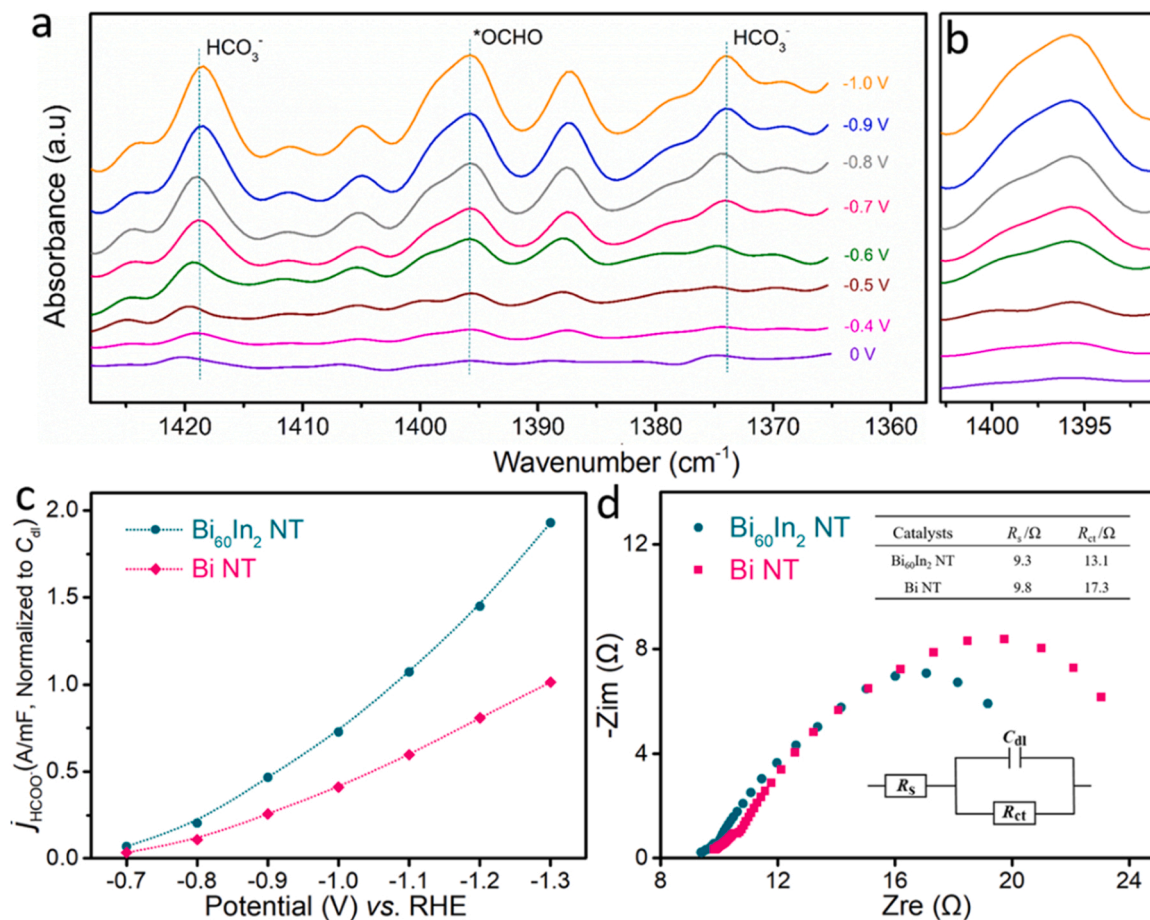 a
HCO₃⁻
*OCHO
HCO₃⁻
-1.0 V
-0.9 V
-0.8 V
-0.7 V
-0.6 V
-0.5 V
-0.4 V
0 V
Absorbance (a.u)
1420 1410 1400 1390 1380 1370 1360
Wavenumber (cm⁻¹)
b
1400 1395
c
Bi₆₀In₂ NT
Bi NT
2.0
1.5
1.0
0.5
0.0
j_HCOO⁻(A/mF, Normalized to C_dl)
-0.7 -0.8 -0.9 -1.0 -1.1 -1.2 -1.3
Potential (V) vs. RHE
d
Bi₆₀In₂ NT
Bi NT
Catalysts Rₛ/Ω R_ct/Ω
Bi₆₀In₂ NT 9.3 13.1
Bi NT 9.8 17.3
12
8
4
0
-Zim (Ω)
C_dl
Rₛ
R_ct
8 12 16 20 24
Zre (Ω)